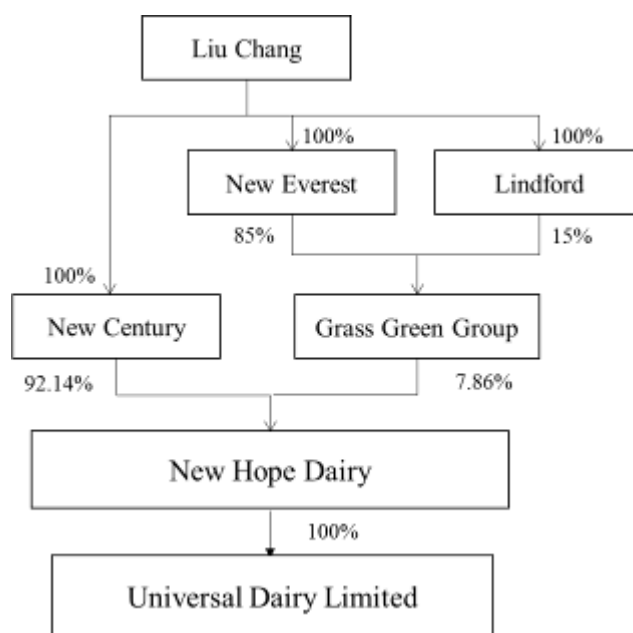 Liu Chang
100%
100%
New Everest
Lindford
85%
15%
100%
New Century
Grass Green Group
92.14%
7.86%
New Hope Dairy
100%
Universal Dairy Limited